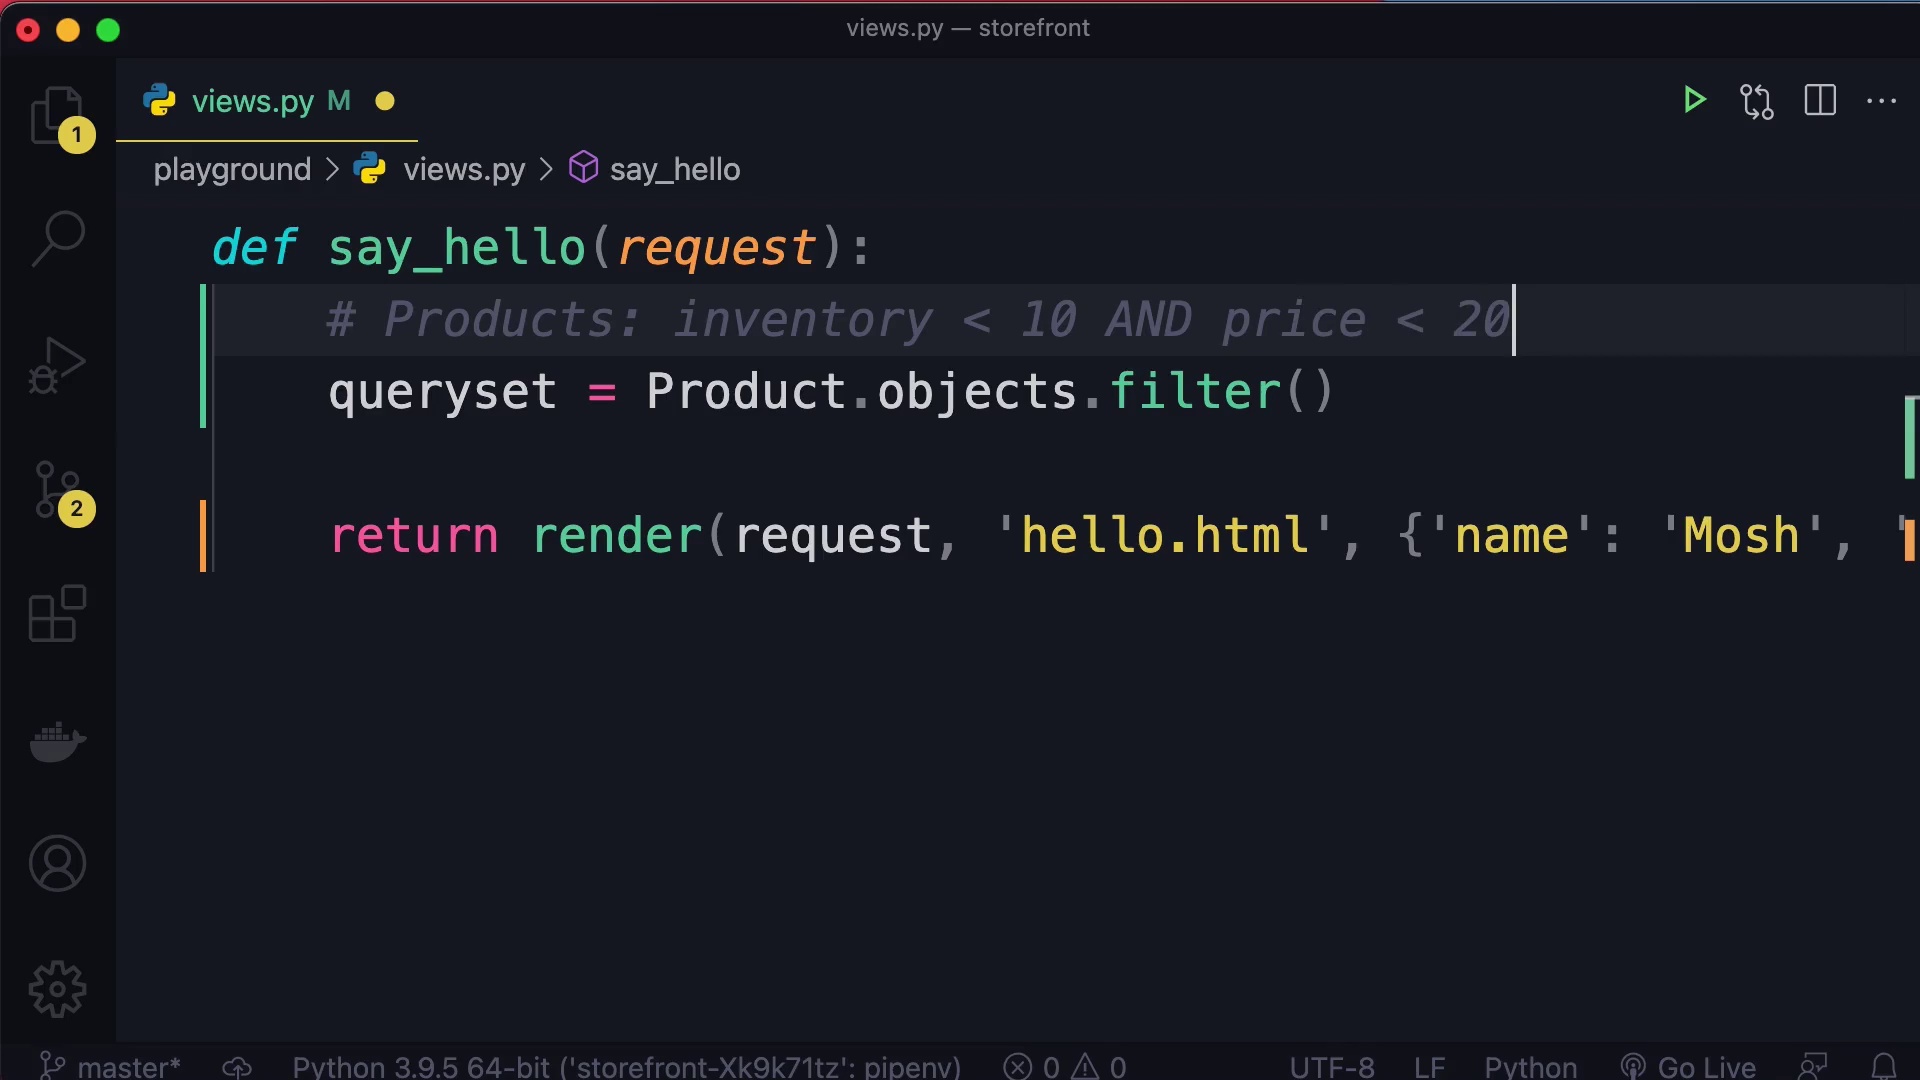 views.py — storefront
views.py M
1
playground > views.py > say_hello
def say_hello(request):
# Products: inventory < 10 AND price < 20
queryset = Product.objects.filter()
2
return render(request, 'hello.html', {'name': 'Mosh', '
master* Python 3.9.5 64-bit ('storefront-Xk9k71tz': pipenv) 0 0 UTF-8 LF Python Go Live